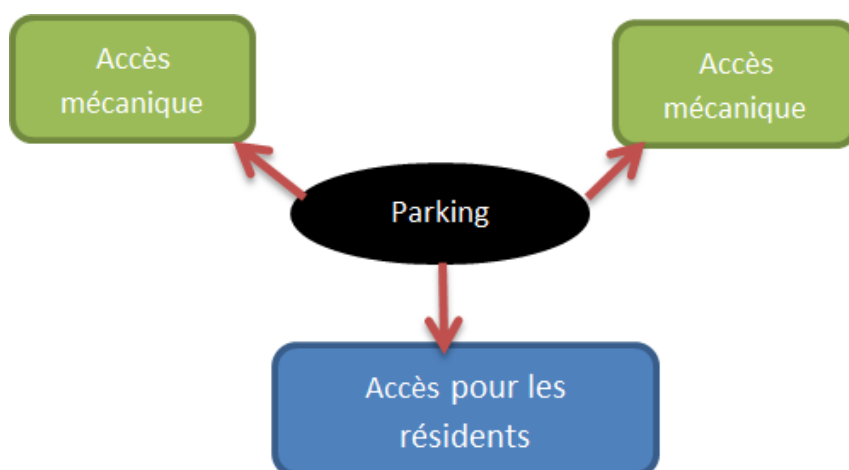 Accès
mécanique
Accès
mécanique
Parking
Accès pour les
résidents